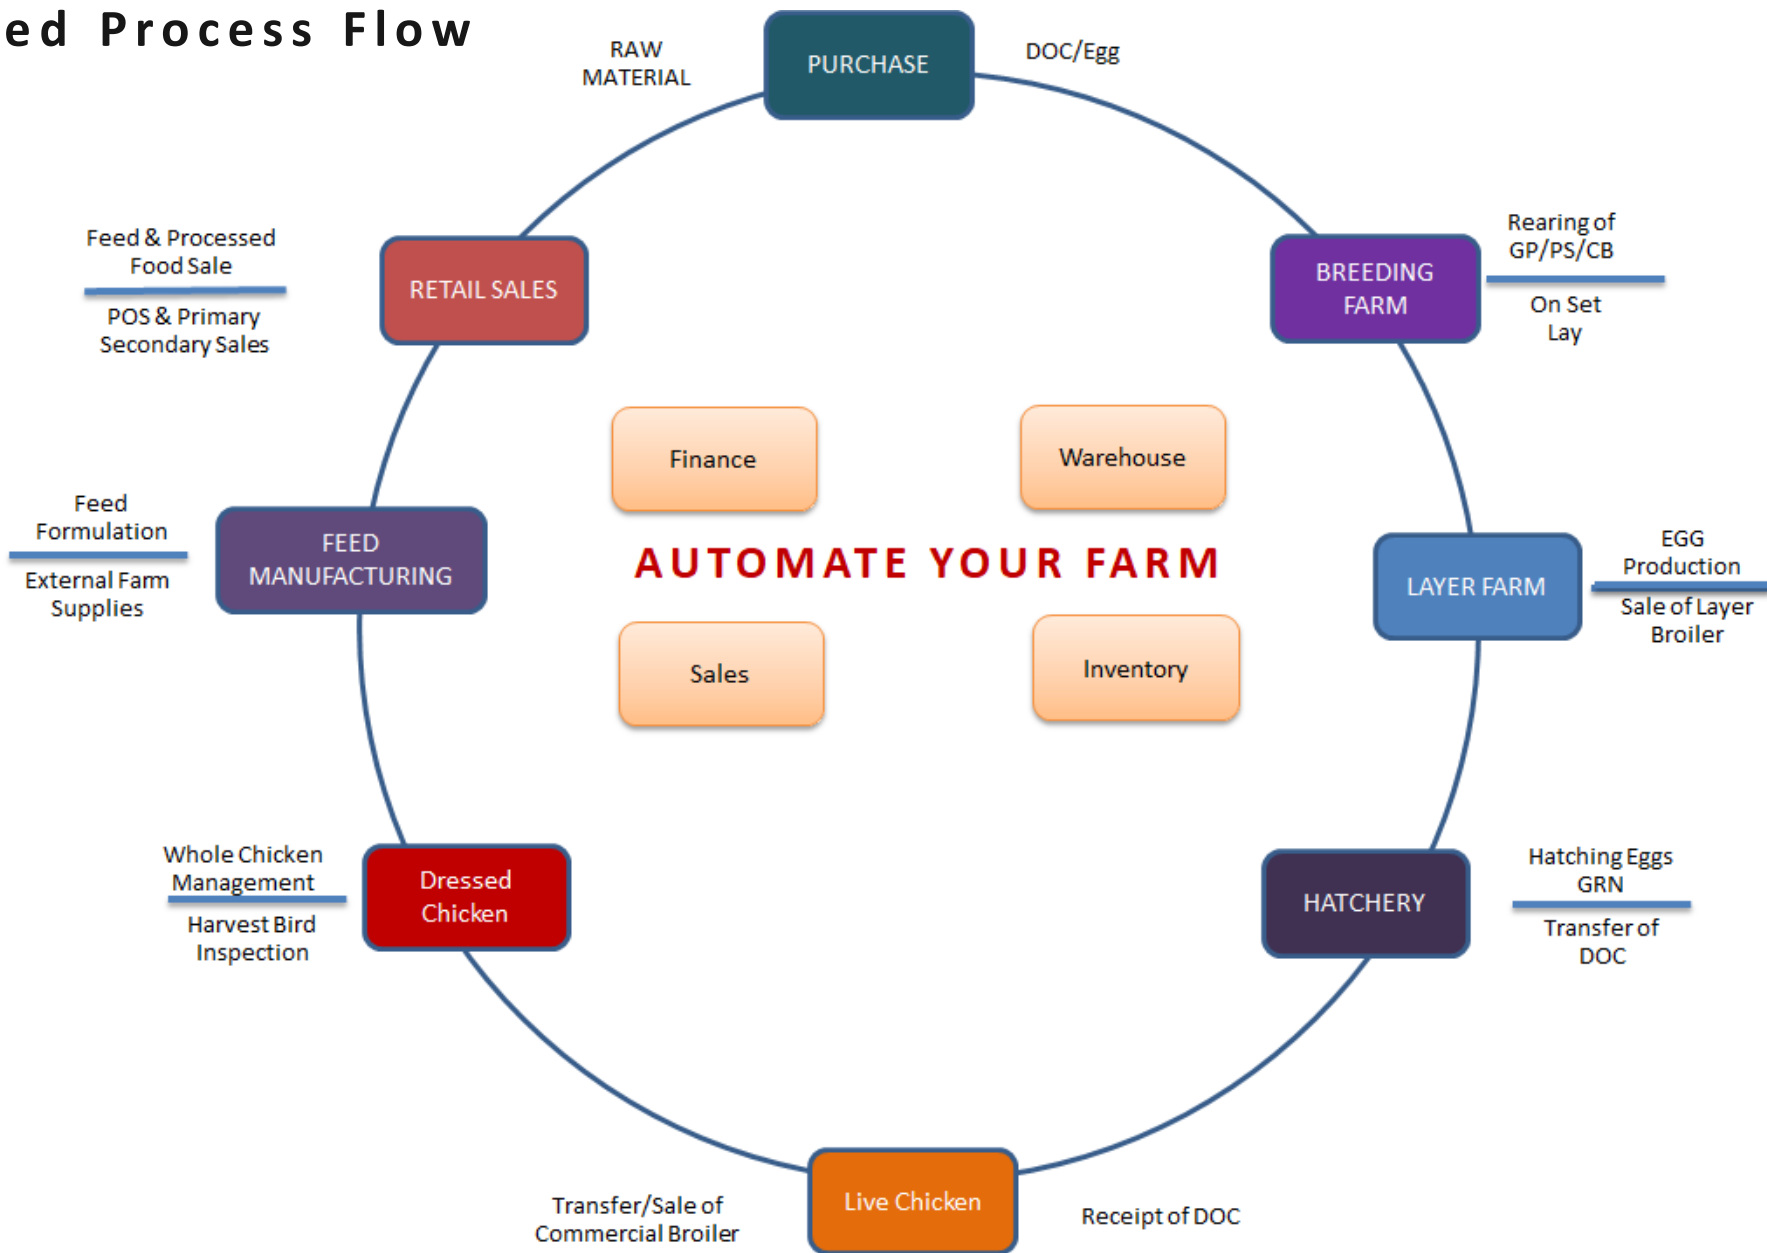 ed Process Flow
RAW
MATERIAL
PURCHASE
DOC/Egg
Feed & Processed
Food Sale
POS & Primary
Secondary Sales
RETAIL SALES
BREEDING
FARM
Rearing of
GP/PS/CB
On Set
Lay
Finance
Warehouse
Feed
Formulation
External Farm
Supplies
FEED
MANUFACTURING
AUTOMATE YOUR FARM
LAYER FARM
EGG
Production
Sale of Layer
Broiler
Sales
Inventory
Whole Chicken
Management
Harvest Bird
Inspection
Dressed
Chicken
HATCHERY
Hatching Eggs
GRN
Transfer of
DOC
Transfer/Sale of
Commercial Broiler
Live Chicken
Receipt of DOC